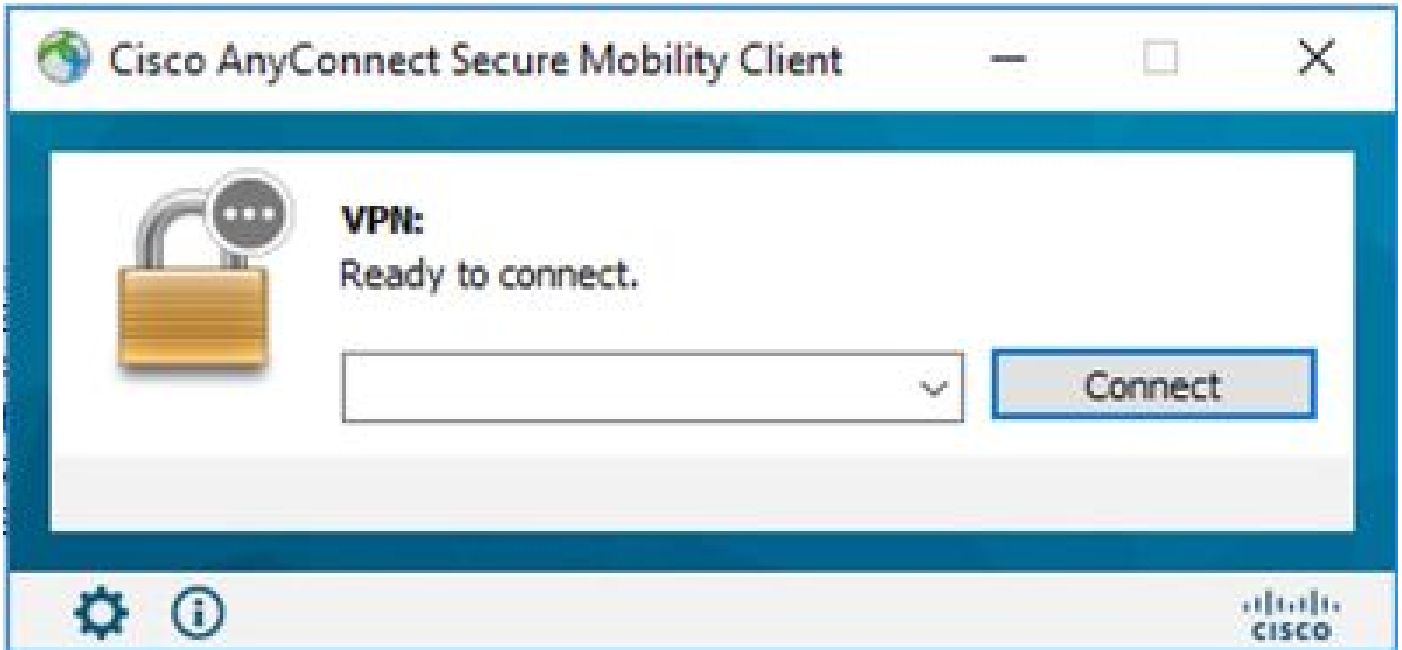 Cisco AnyConnect Secure Mobility Client
VPN:
Ready to connect.
Connect
CISCO